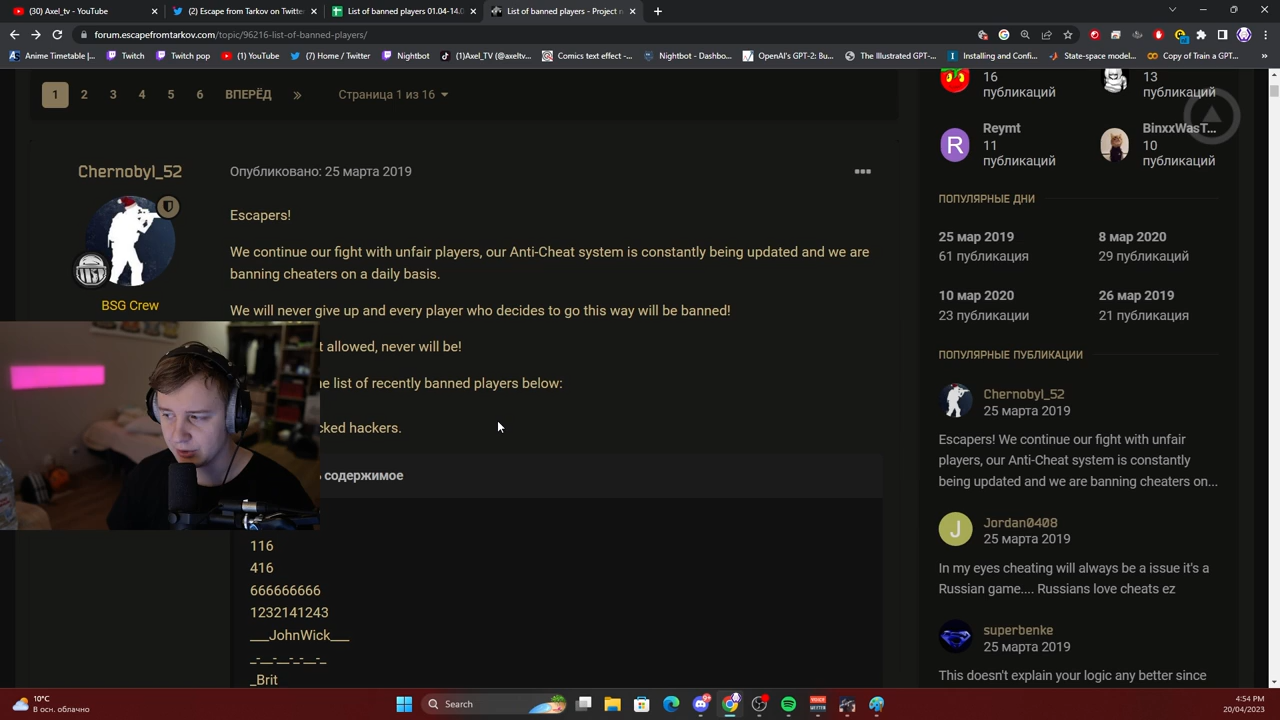 (30) Axel_tv - YouTube
(2) Escape from Tarkov on Twitter
List of banned players 01.04-14.0
List of banned players - Project n
forum.escapefromtarkov.com/topic/96216-list-of-banned-players/
Anime Timetable |...
Twitch
Twitch pop
(1) YouTube
(7) Home / Twitter
Nightbot
(1)Axel_TV (@axeltv...
Comics text effect -...
Nightbot - Dashbo...
OpenAI's GPT-2: Bu...
The Illustrated GPT-...
Installing and Confi...
State-space model...
Copy of Train a GPT...
1 2 3 4 5 6 ВПЕРЁД » Страница 1 из 16
Chernobyl_52
BSG Crew
Опубликовано: 25 марта 2019
Escapers!
We continue our fight with unfair players, our Anti-Cheat system is constantly being updated and we are
banning cheaters on a daily basis.
We will never give up and every player who decides to go this way will be banned!
t allowed, never will be!
e list of recently banned players below:
cked hackers.
содержимое
116
416
666666666
1232141243
___JohnWick___
_-__-__-_-__-_
_Brit
16
публикаций
13
публикаций
Reymt
11
публикаций
BinxxWasT...
10
публикаций
ПОПУЛЯРНЫЕ ДНИ
25 мар 2019
61 публикация
8 мар 2020
29 публикаций
10 мар 2020
23 публикации
26 мар 2019
21 публикация
ПОПУЛЯРНЫЕ ПУБЛИКАЦИИ
Chernobyl_52
25 марта 2019
Escapers! We continue our fight with unfair
players, our Anti-Cheat system is constantly
being updated and we are banning cheaters on...
J
Jordan0408
25 марта 2019
In my eyes cheating will always be a issue it's a
Russian game.... Russians love cheats ez
superbenke
25 марта 2019
This doesn't explain your logic any better since
10°C
В осн. облачно
Search
4:54 PM
20/04/2023